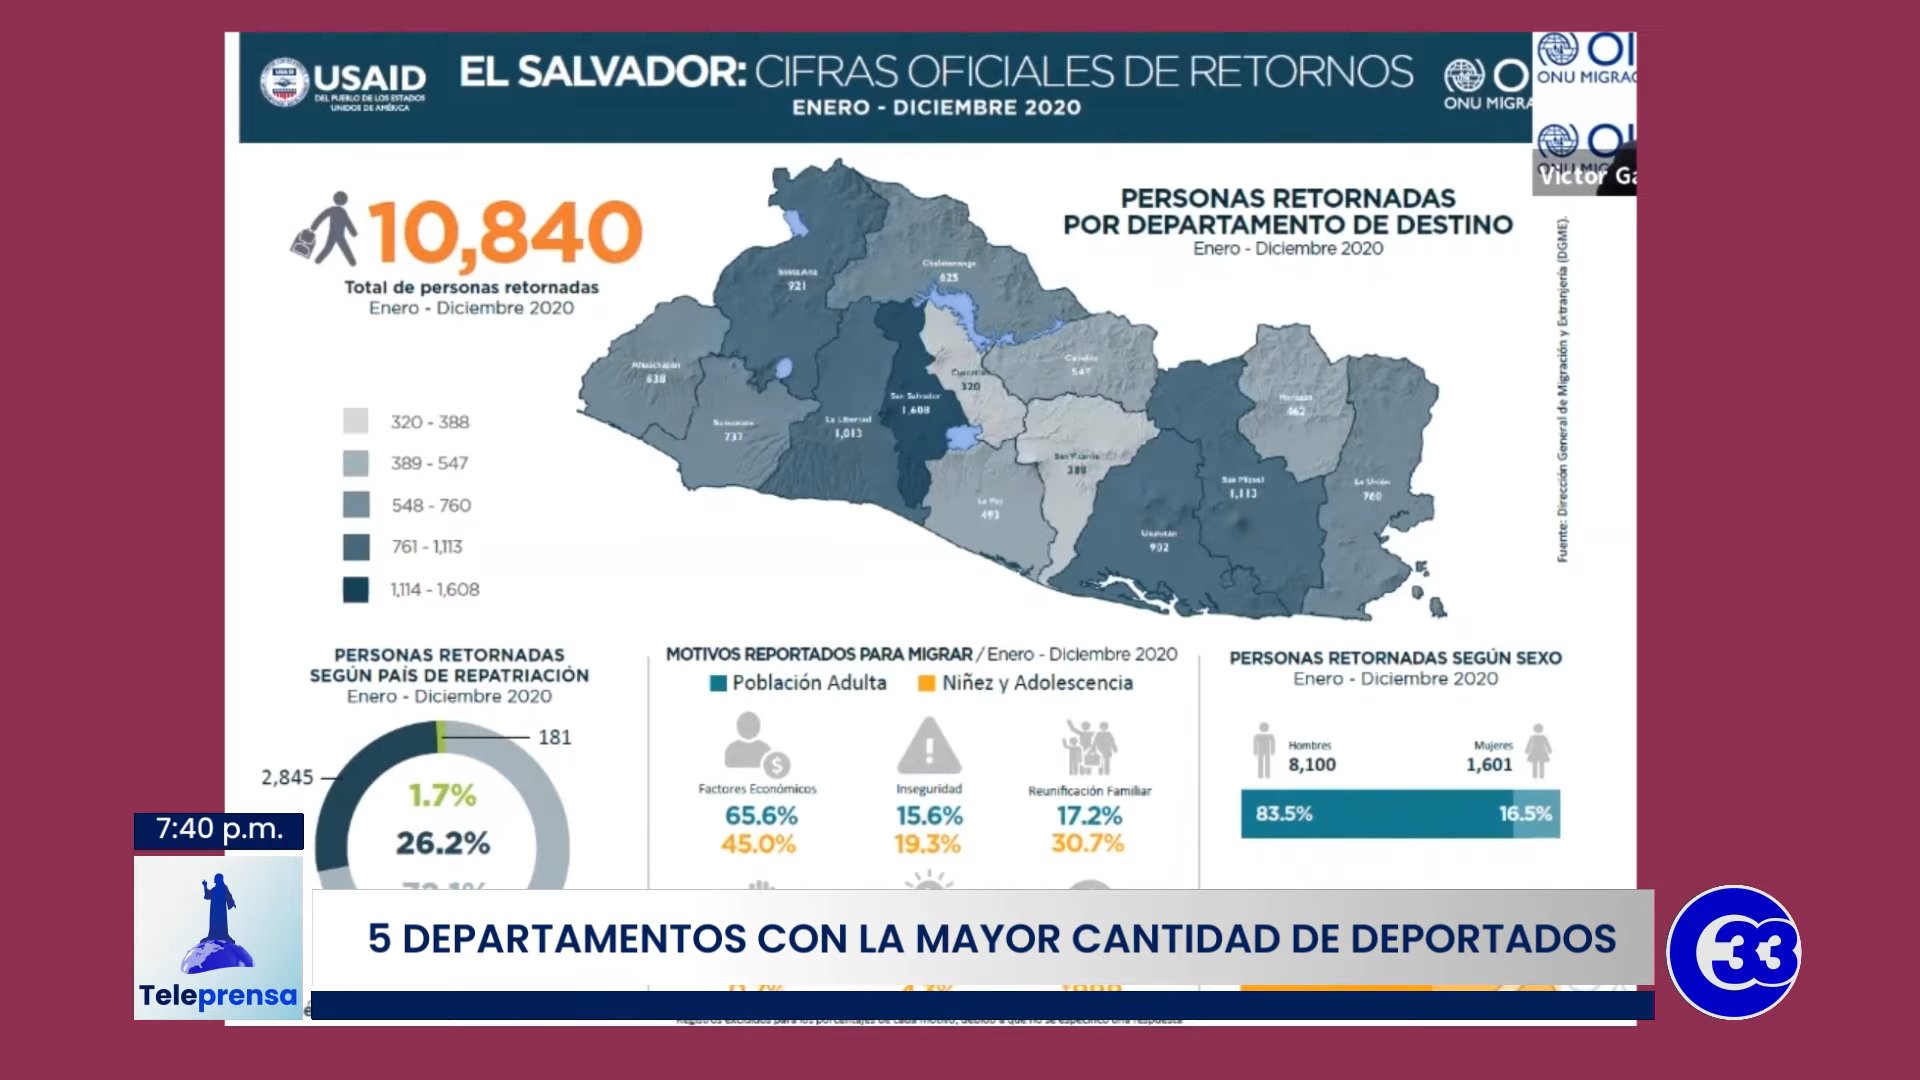 USAID
DEL PUEBLO DE LOS ESTADOS
UNIDOS DE AMÉRICA
EL SALVADOR: CIFRAS OFICIALES DE RETORNOS
ENERO - DICIEMBRE 2020
ONU MIGRA
ONU MIGRAC
Victor Ga
10,840
Total de personas retornadas
Enero - Diciembre 2020
PERSONAS RETORNADAS
POR DEPARTAMENTO DE DESTINO
Enero - Diciembre 2020
Fuente: Dirección General de Migración y Extranjería (DGME).
Santa Ana
921
Chalatenango
625
Ahuachapán
638
Sonsonate
737
La Libertad
1,013
San Salvador
1,608
Cuscatlán
320
Cabañas
547
San Vicente
388
La Paz
493
Usulután
902
San Miguel
1,113
Morazán
462
La Unión
760
320 - 388
389 - 547
548 - 760
761 - 1,113
1,114 - 1,608
PERSONAS RETORNADAS
SEGÚN PAÍS DE REPATRIACIÓN
Enero - Diciembre 2020
181
2,845
1.7%
26.2%
MOTIVOS REPORTADOS PARA MIGRAR / Enero - Diciembre 2020
Población Adulta
Niñez y Adolescencia
Factores Económicos
65.6%
45.0%
Inseguridad
15.6%
19.3%
Reunificación Familiar
17.2%
30.7%
PERSONAS RETORNADAS SEGÚN SEXO
Enero - Diciembre 2020
Hombres
8,100
Mujeres
1,601
83.5%
16.5%
7:40 p.m.
Teleprensa
5 DEPARTAMENTOS CON LA MAYOR CANTIDAD DE DEPORTADOS
33